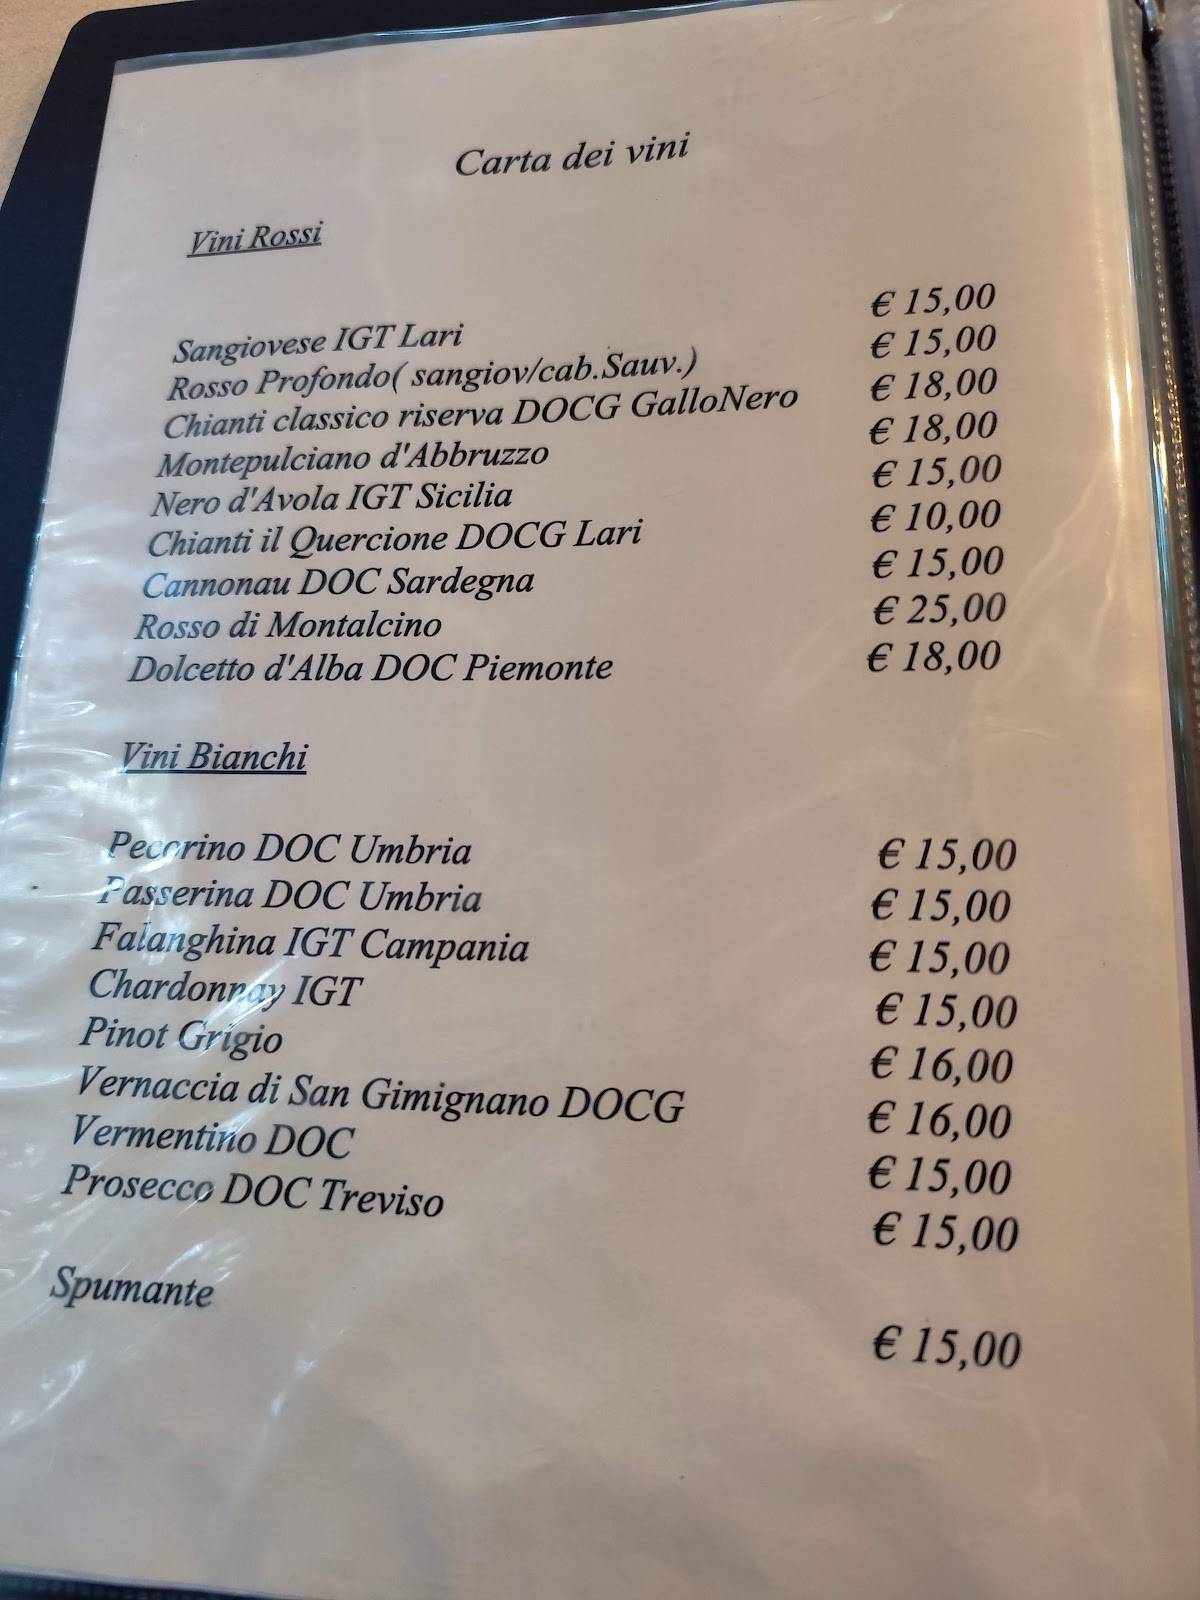 Carta dei vini
Vini Rossi
Sangiovese IGT Lari € 15,00
Rosso Profondo( sangiov/cab.Sauv.) € 15,00
Chianti classico riserva DOCG GalloNero € 18,00
Montepulciano d'Abbruzzo € 18,00
Nero d'Avola IGT Sicilia € 15,00
Chianti il Quercione DOCG Lari € 10,00
Cannonau DOC Sardegna € 15,00
Rosso di Montalcino € 25,00
Dolcetto d'Alba DOC Piemonte € 18,00
Vini Bianchi
Pecorino DOC Umbria € 15,00
Passerina DOC Umbria € 15,00
Falanghina IGT Campania € 15,00
Chardonnay IGT € 15,00
Pinot Grigio € 16,00
Vernaccia di San Gimignano DOCG € 16,00
Vermentino DOC € 15,00
Prosecco DOC Treviso € 15,00
Spumante € 15,00